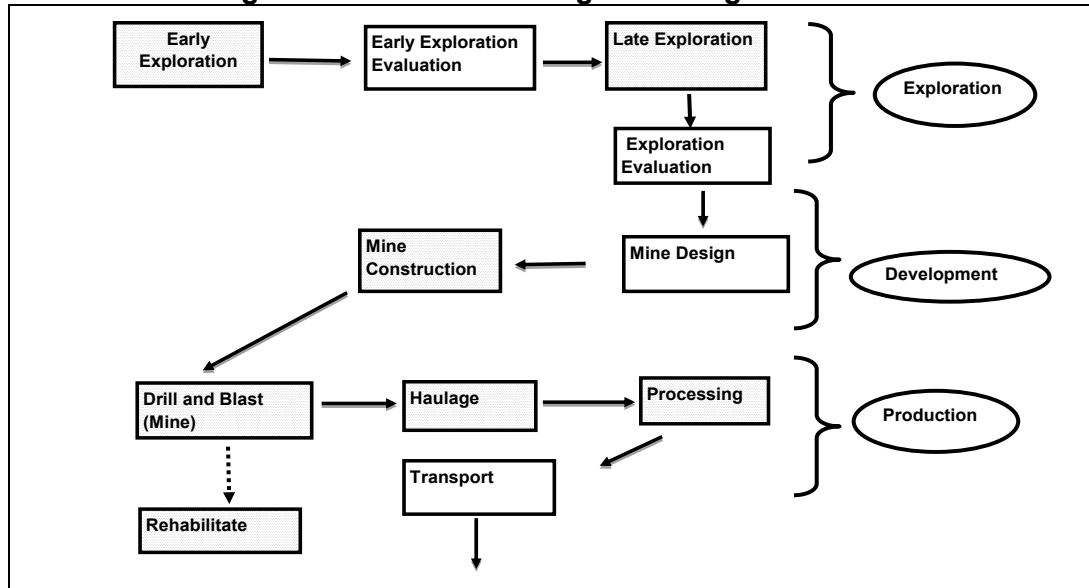 Early
Exploration
Early Exploration
Evaluation
Late Exploration
Exploration
Exploration
Evaluation
Mine
Construction
Mine Design
Development
Drill and Blast
(Mine)
Haulage
Processing
Production
Transport
Rehabilitate